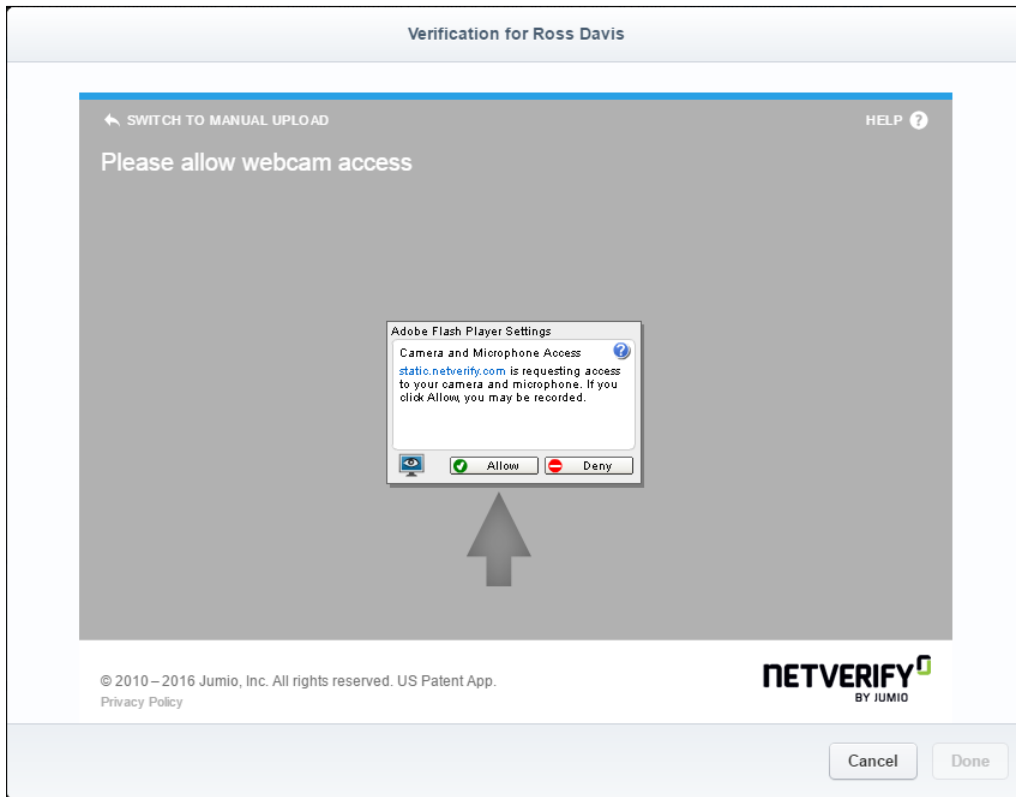 Verification for Ross Davis
SWITCH TO MANUAL UPLOAD
HELP ?
Please allow webcam access
Adobe Flash Player Settings
Camera and Microphone Access ?
static.netverify.com is requesting access
to your camera and microphone. If you
click Allow, you may be recorded.
Allow
Deny
© 2010 – 2016 Jumio, Inc. All rights reserved. US Patent App.
Privacy Policy
NETVERIFY
BY JUMIO
Cancel
Done